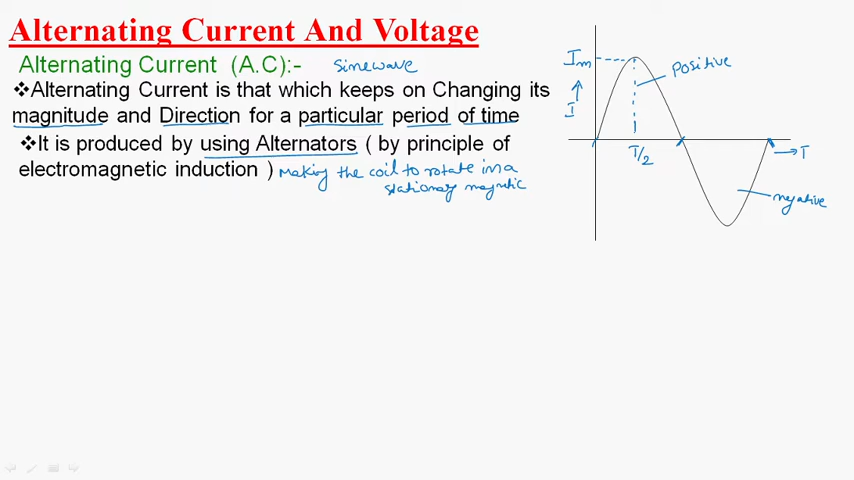 Alternating Current And Voltage
Alternating Current (A.C):- Sinewave
❖Alternating Current is that which keeps on Changing its
magnitude and Direction for a particular period of time
❖It is produced by using Alternators ( by principle of
electromagnetic induction ) Making the coil to rotate in a
stationary magnetic
Im
I
Positive
T/2
T
negative